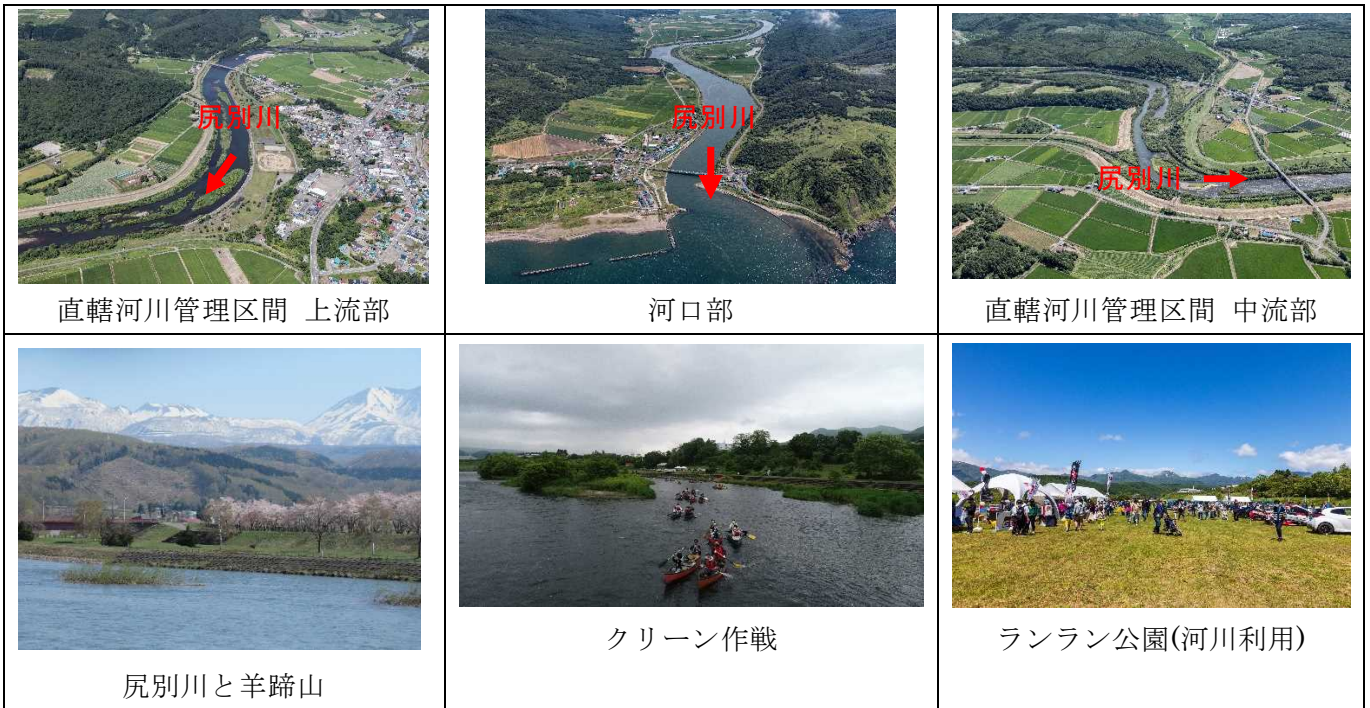 尻別川
直轄河川管理区間 上流部
尻別川
河口部
尻別川
直轄河川管理区間 中流部
尻別川と羊蹄山
クリーン作戦
ランラン公園(河川利用)